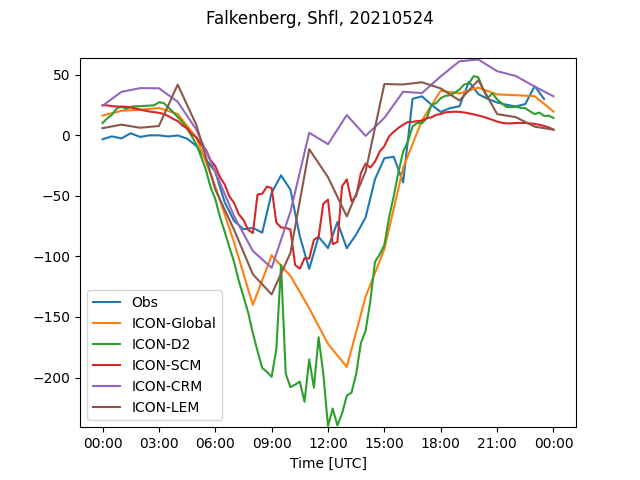 Falkenberg, Shfl, 20210524
50
0
−50
−100
−150
−200
Obs
ICON-Global
ICON-D2
ICON-SCM
ICON-CRM
ICON-LEM
00:00 03:00 06:00 09:00 12:00 15:00 18:00 21:00 00:00
Time [UTC]